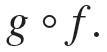 g ∘ f.